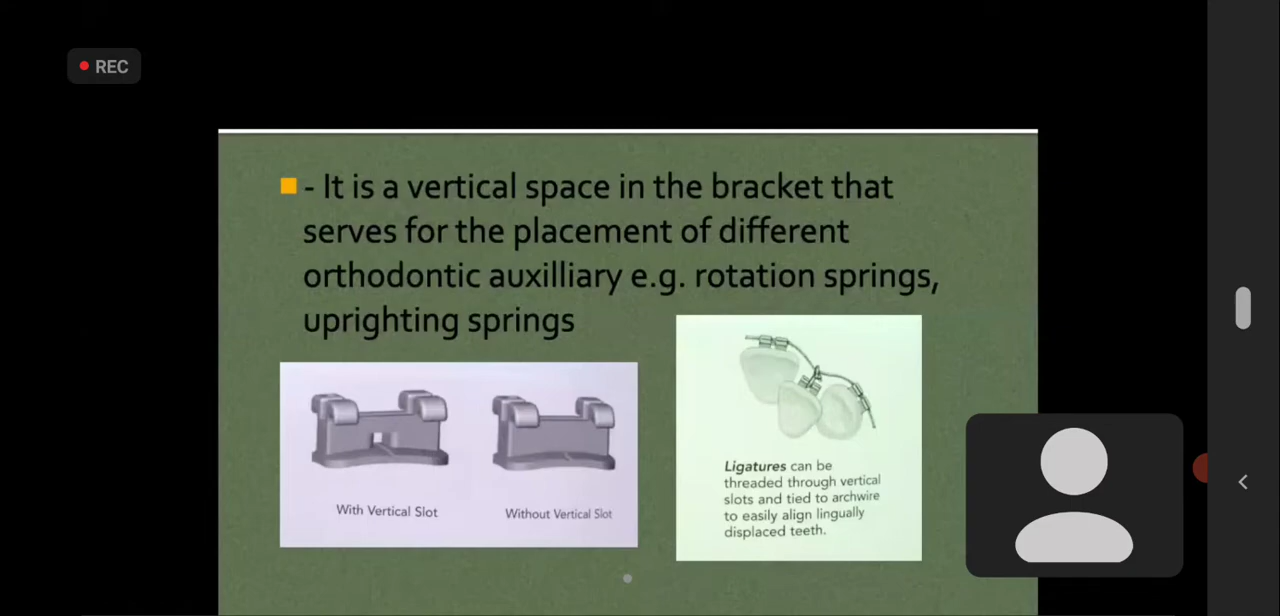 REC
- It is a vertical space in the bracket that
serves for the placement of different
orthodontic auxilliary e.g. rotation springs,
uprighting springs
With Vertical Slot
Without Vertical Slot
Ligatures can be
threaded through vertical
slots and tied to archwire
to easily align lingually
displaced teeth.